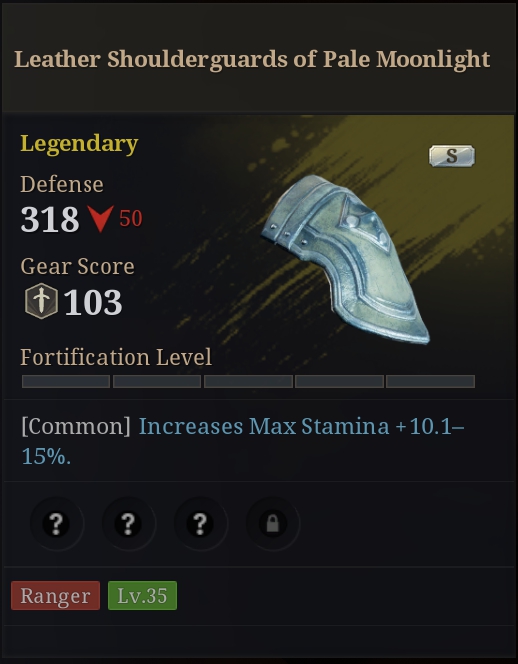 Leather Shoulderguards of Pale Moonlight
Legendary
S
Defense
318 50
Gear Score
103
Fortification Level
[Common] Increases Max Stamina +10.1–
15%.
? ? ?
Ranger Lv.35